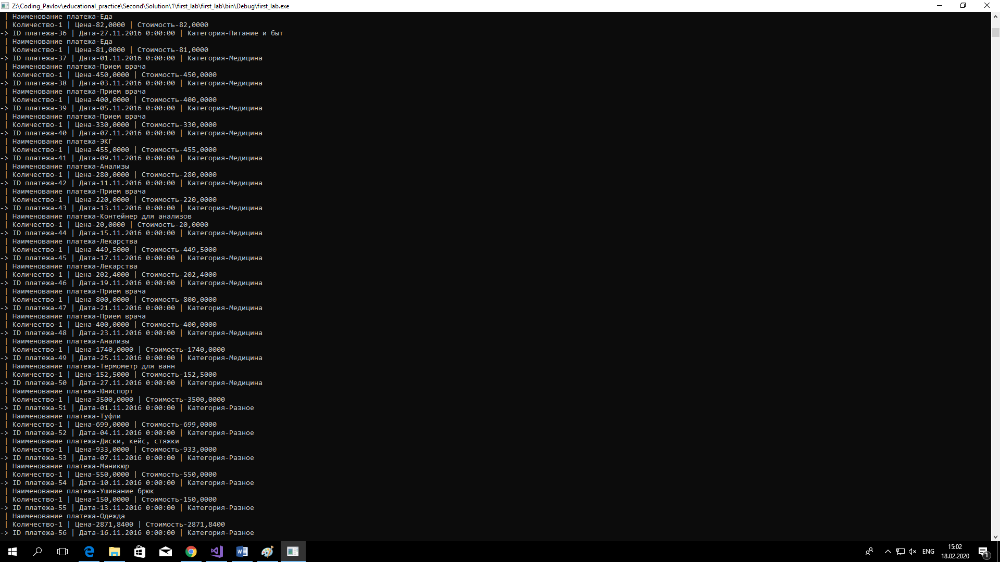 Z:\Coding_Pavlov\educational_practice\Second\Solution\1\first_lab\first_lab\bin\Debug\first_lab.exe
| Наименование платежа-Еда
| Количество-1 | Цена-82,0000 | Стоимость-82,0000
-> ID платежа-36 | Дата-27.11.2016 0:00:00 | Категория-Питание и быт
| Наименование платежа-Еда
| Количество-1 | Цена-81,0000 | Стоимость-81,0000
-> ID платежа-37 | Дата-01.11.2016 0:00:00 | Категория-Медицина
| Наименование платежа-Прием врача
| Количество-1 | Цена-450,0000 | Стоимость-450,0000
-> ID платежа-38 | Дата-03.11.2016 0:00:00 | Категория-Медицина
| Наименование платежа-Прием врача
| Количество-1 | Цена-400,0000 | Стоимость-400,0000
-> ID платежа-39 | Дата-05.11.2016 0:00:00 | Категория-Медицина
| Наименование платежа-Прием врача
| Количество-1 | Цена-330,0000 | Стоимость-330,0000
-> ID платежа-40 | Дата-07.11.2016 0:00:00 | Категория-Медицина
| Наименование платежа-ЭКГ
| Количество-1 | Цена-455,0000 | Стоимость-455,0000
-> ID платежа-41 | Дата-09.11.2016 0:00:00 | Категория-Медицина
| Наименование платежа-Анализы
| Количество-1 | Цена-280,0000 | Стоимость-280,0000
-> ID платежа-42 | Дата-11.11.2016 0:00:00 | Категория-Медицина
| Наименование платежа-Прием врача
| Количество-1 | Цена-220,0000 | Стоимость-220,0000
-> ID платежа-43 | Дата-13.11.2016 0:00:00 | Категория-Медицина
| Наименование платежа-Контейнер для анализов
| Количество-1 | Цена-20,0000 | Стоимость-20,0000
-> ID платежа-44 | Дата-15.11.2016 0:00:00 | Категория-Медицина
| Наименование платежа-Лекарства
| Количество-1 | Цена-449,5000 | Стоимость-449,5000
-> ID платежа-45 | Дата-17.11.2016 0:00:00 | Категория-Медицина
| Наименование платежа-Лекарства
| Количество-1 | Цена-202,4000 | Стоимость-202,4000
-> ID платежа-46 | Дата-19.11.2016 0:00:00 | Категория-Медицина
| Наименование платежа-Прием врача
| Количество-1 | Цена-800,0000 | Стоимость-800,0000
-> ID платежа-47 | Дата-21.11.2016 0:00:00 | Категория-Медицина
| Наименование платежа-Прием врача
| Количество-1 | Цена-400,0000 | Стоимость-400,0000
-> ID платежа-48 | Дата-23.11.2016 0:00:00 | Категория-Медицина
| Наименование платежа-Анализы
| Количество-1 | Цена-1740,0000 | Стоимость-1740,0000
-> ID платежа-49 | Дата-25.11.2016 0:00:00 | Категория-Медицина
| Наименование платежа-Термометр для ванн
| Количество-1 | Цена-152,5000 | Стоимость-152,5000
-> ID платежа-50 | Дата-27.11.2016 0:00:00 | Категория-Медицина
| Наименование платежа-Юниспорт
| Количество-1 | Цена-3500,0000 | Стоимость-3500,0000
-> ID платежа-51 | Дата-01.11.2016 0:00:00 | Категория-Разное
| Наименование платежа-Туфли
| Количество-1 | Цена-699,0000 | Стоимость-699,0000
-> ID платежа-52 | Дата-04.11.2016 0:00:00 | Категория-Разное
| Наименование платежа-Диски, кейс, стяжки
| Количество-1 | Цена-933,0000 | Стоимость-933,0000
-> ID платежа-53 | Дата-07.11.2016 0:00:00 | Категория-Разное
| Наименование платежа-Маникюр
| Количество-1 | Цена-550,0000 | Стоимость-550,0000
-> ID платежа-54 | Дата-10.11.2016 0:00:00 | Категория-Разное
| Наименование платежа-Ушивание брюк
| Количество-1 | Цена-150,0000 | Стоимость-150,0000
-> ID платежа-55 | Дата-13.11.2016 0:00:00 | Категория-Разное
| Наименование платежа-Одежда
| Количество-1 | Цена-2871,8400 | Стоимость-2871,8400
-> ID платежа-56 | Дата-16.11.2016 0:00:00 | Категория-Разное
ENG
15:02
18.02.2020
1